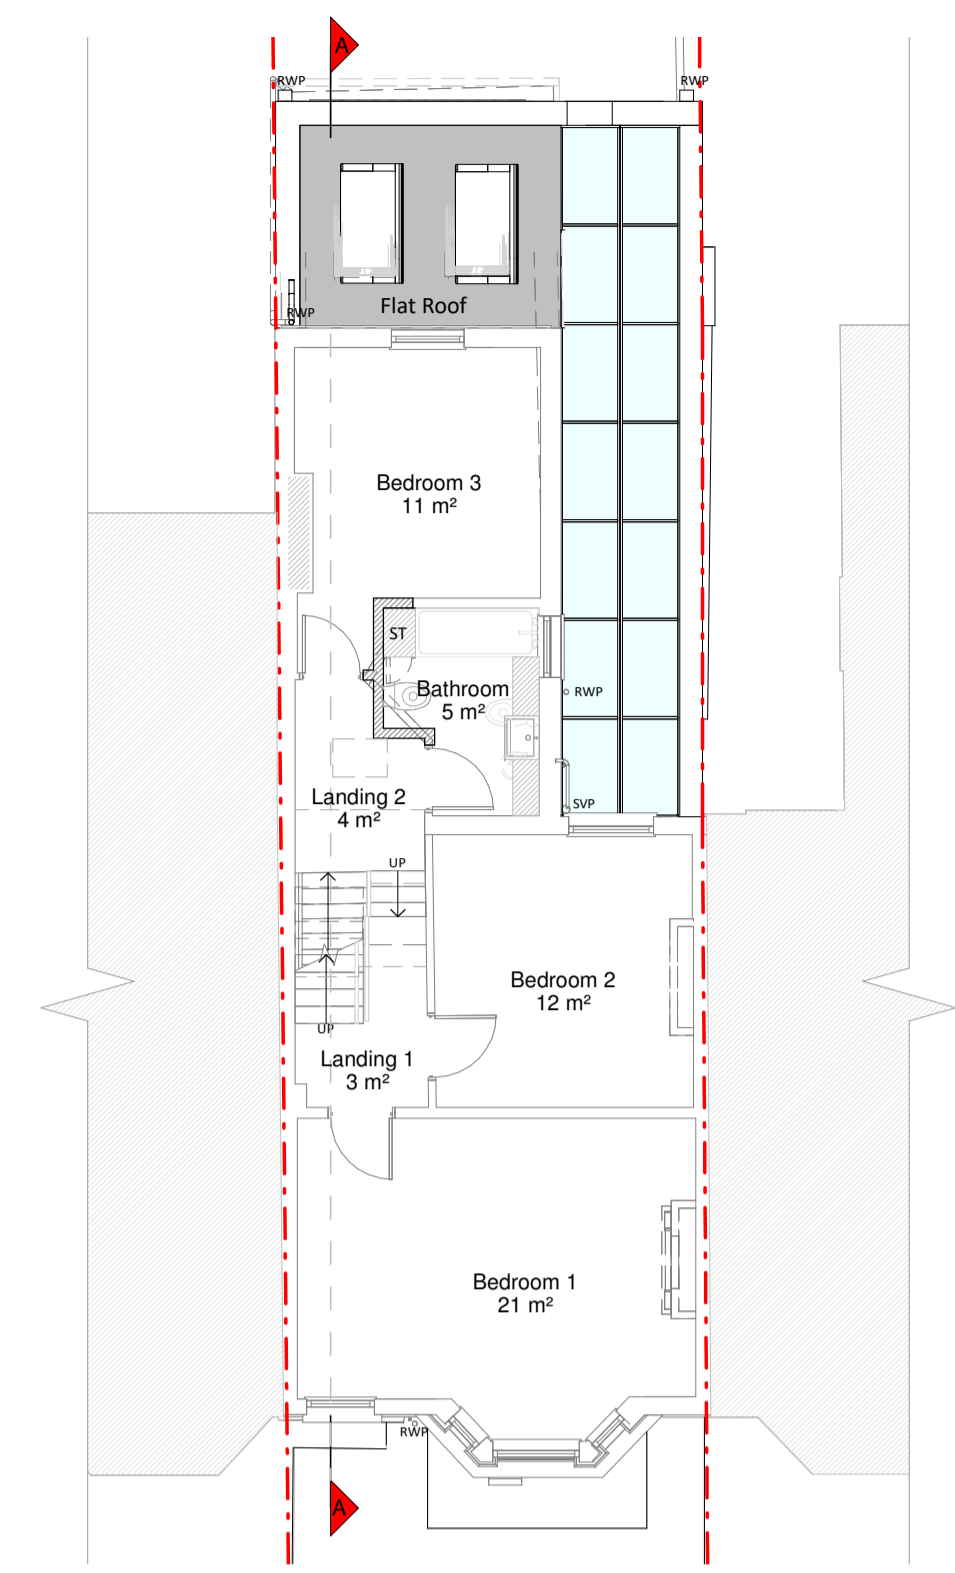 A
RWP
RWP
RWP
Flat Roof
Bedroom 3
11 m²
ST
Bathroom
5 m²
RWP
Landing 2
4 m²
SVP
UP
Bedroom 2
12 m²
UP
Landing 1
3 m²
Bedroom 1
21 m²
RWP
A